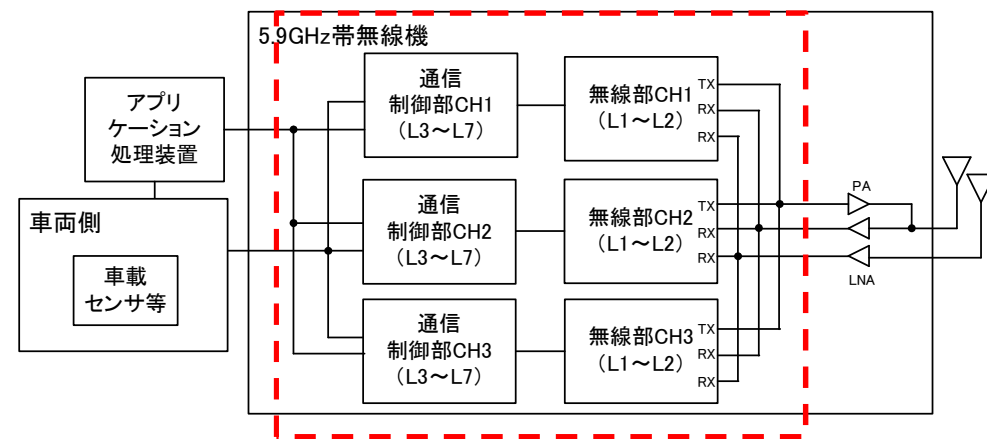 5.9GHz帯無線機
アプリ
ケーション
処理装置
車両側
車載
センサ等
通信
制御部CH1
(L3～L7)
無線部CH1
(L1～L2)
TX
RX
RX
通信
制御部CH2
(L3～L7)
無線部CH2
(L1～L2)
TX
RX
RX
通信
制御部CH3
(L3～L7)
無線部CH3
(L1～L2)
TX
RX
RX
PA
LNA